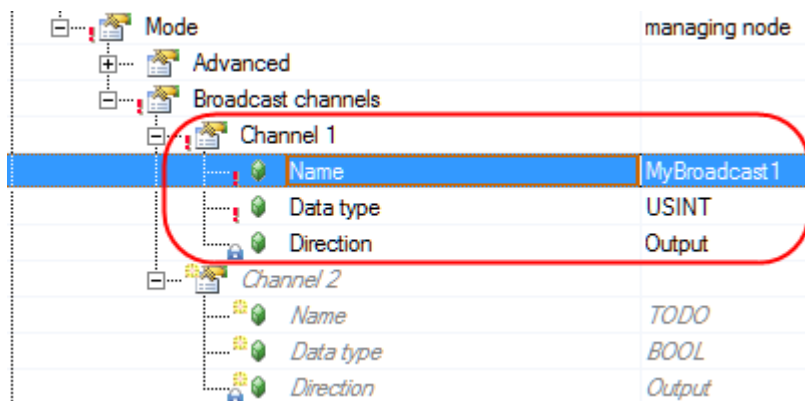 Mode managing node
Advanced
Broadcast channels
Channel 1
Name MyBroadcast1
Data type USINT
Direction Output
Channel 2
Name TODO
Data type BOOL
Direction Output